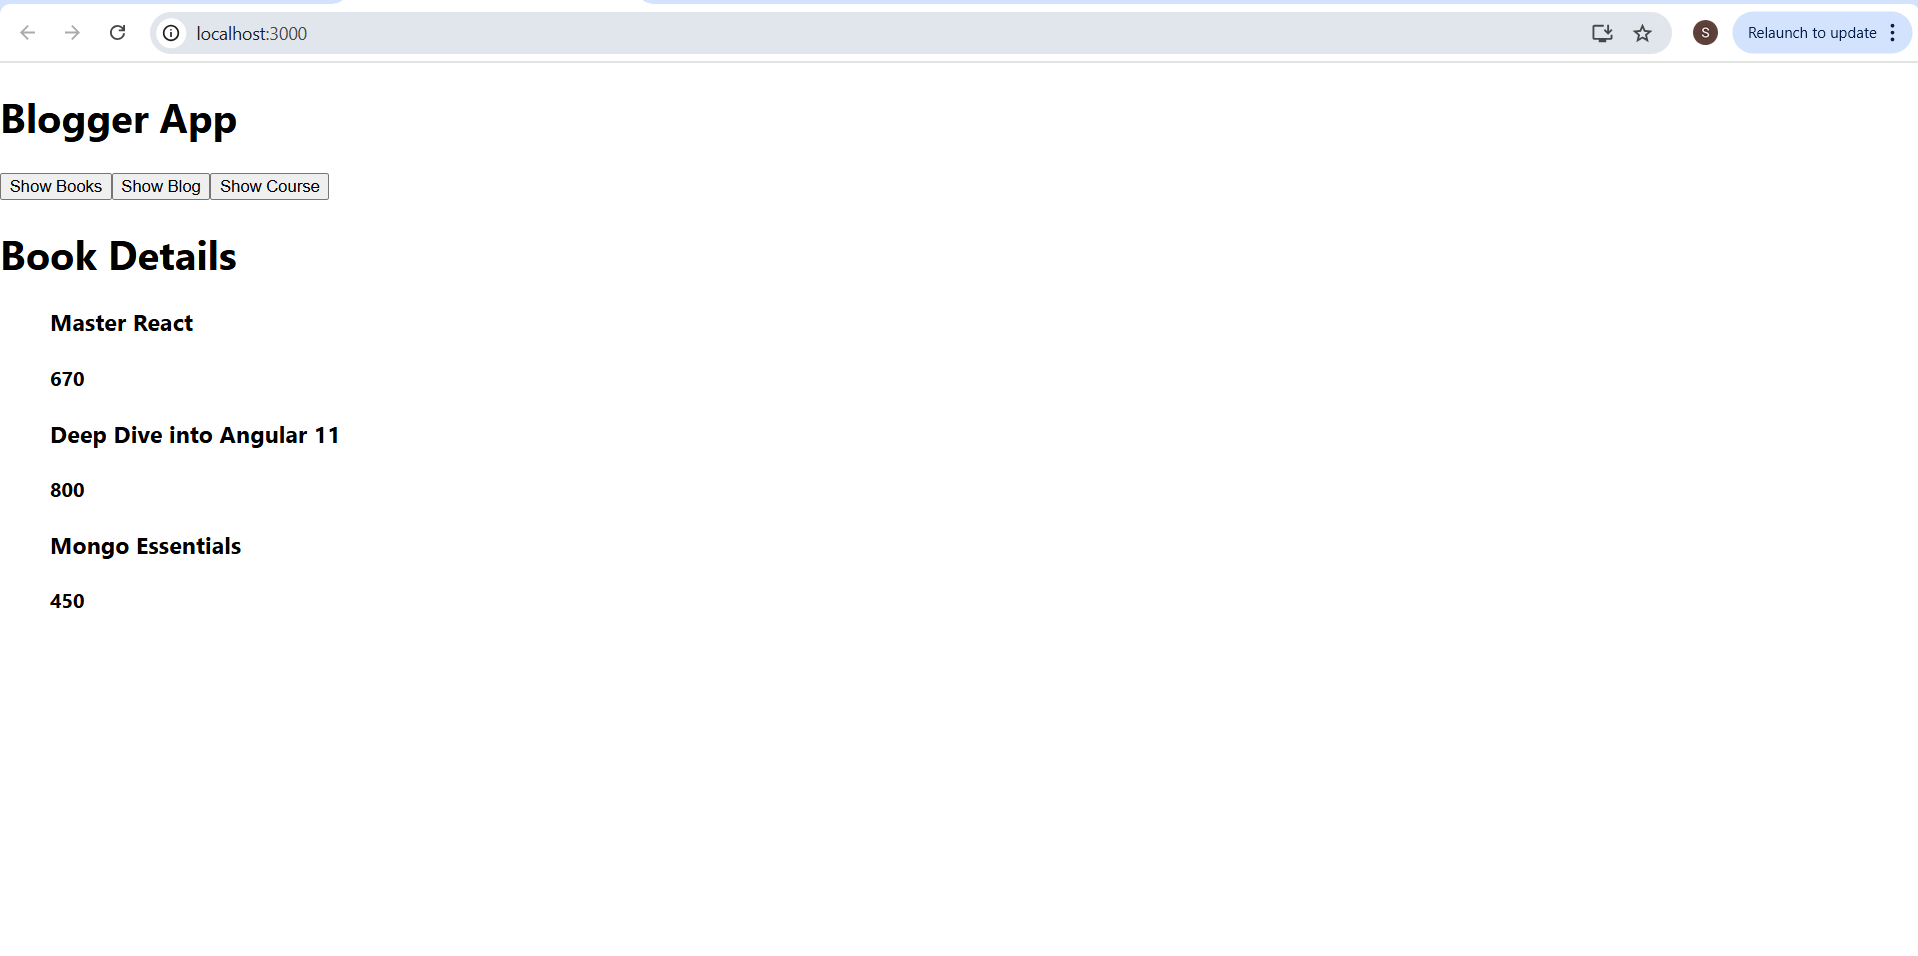 localhost:3000
S
Relaunch to update
Blogger App
Show Books Show Blog Show Course
Book Details
Master React
670
Deep Dive into Angular 11
800
Mongo Essentials
450